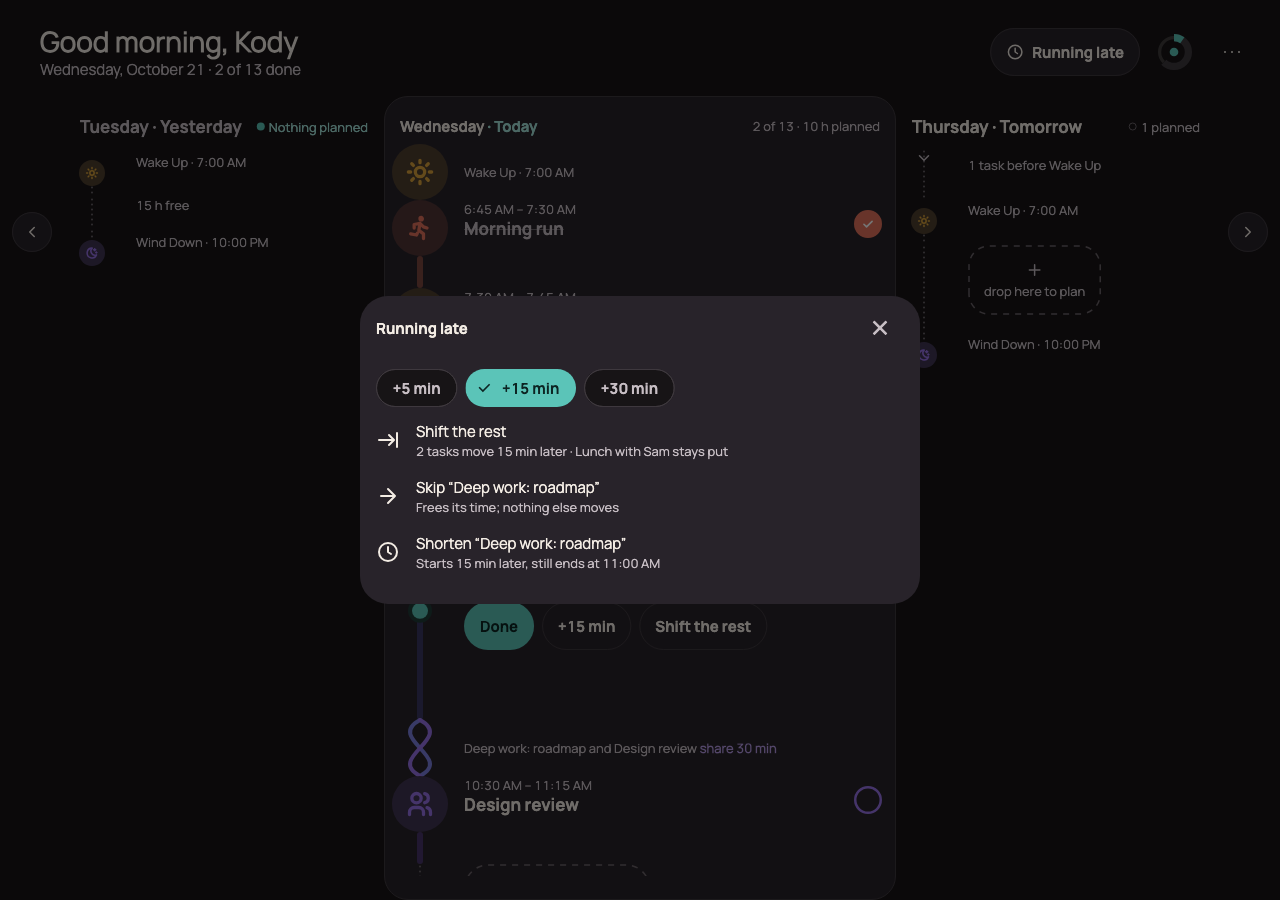 Good morning, Kody
Wednesday, October 21 · 2 of 13 done
Running late
Tuesday · Yesterday
Nothing planned
Wake Up · 7:00 AM
15 h free
Wind Down · 10:00 PM
Wednesday · Today
2 of 13 · 10 h planned
Wake Up · 7:00 AM
6:45 AM – 7:30 AM
Morning run
7:30 AM – 7:45 AM
Thursday · Tomorrow
1 planned
1 task before Wake Up
Wake Up · 7:00 AM
drop here to plan
Wind Down · 10:00 PM
Running late
+5 min
+15 min
+30 min
Shift the rest
2 tasks move 15 min later · Lunch with Sam stays put
Skip “Deep work: roadmap”
Frees its time; nothing else moves
Shorten “Deep work: roadmap”
Starts 15 min later, still ends at 11:00 AM
Done
+15 min
Shift the rest
Deep work: roadmap and Design review share 30 min
10:30 AM – 11:15 AM
Design review